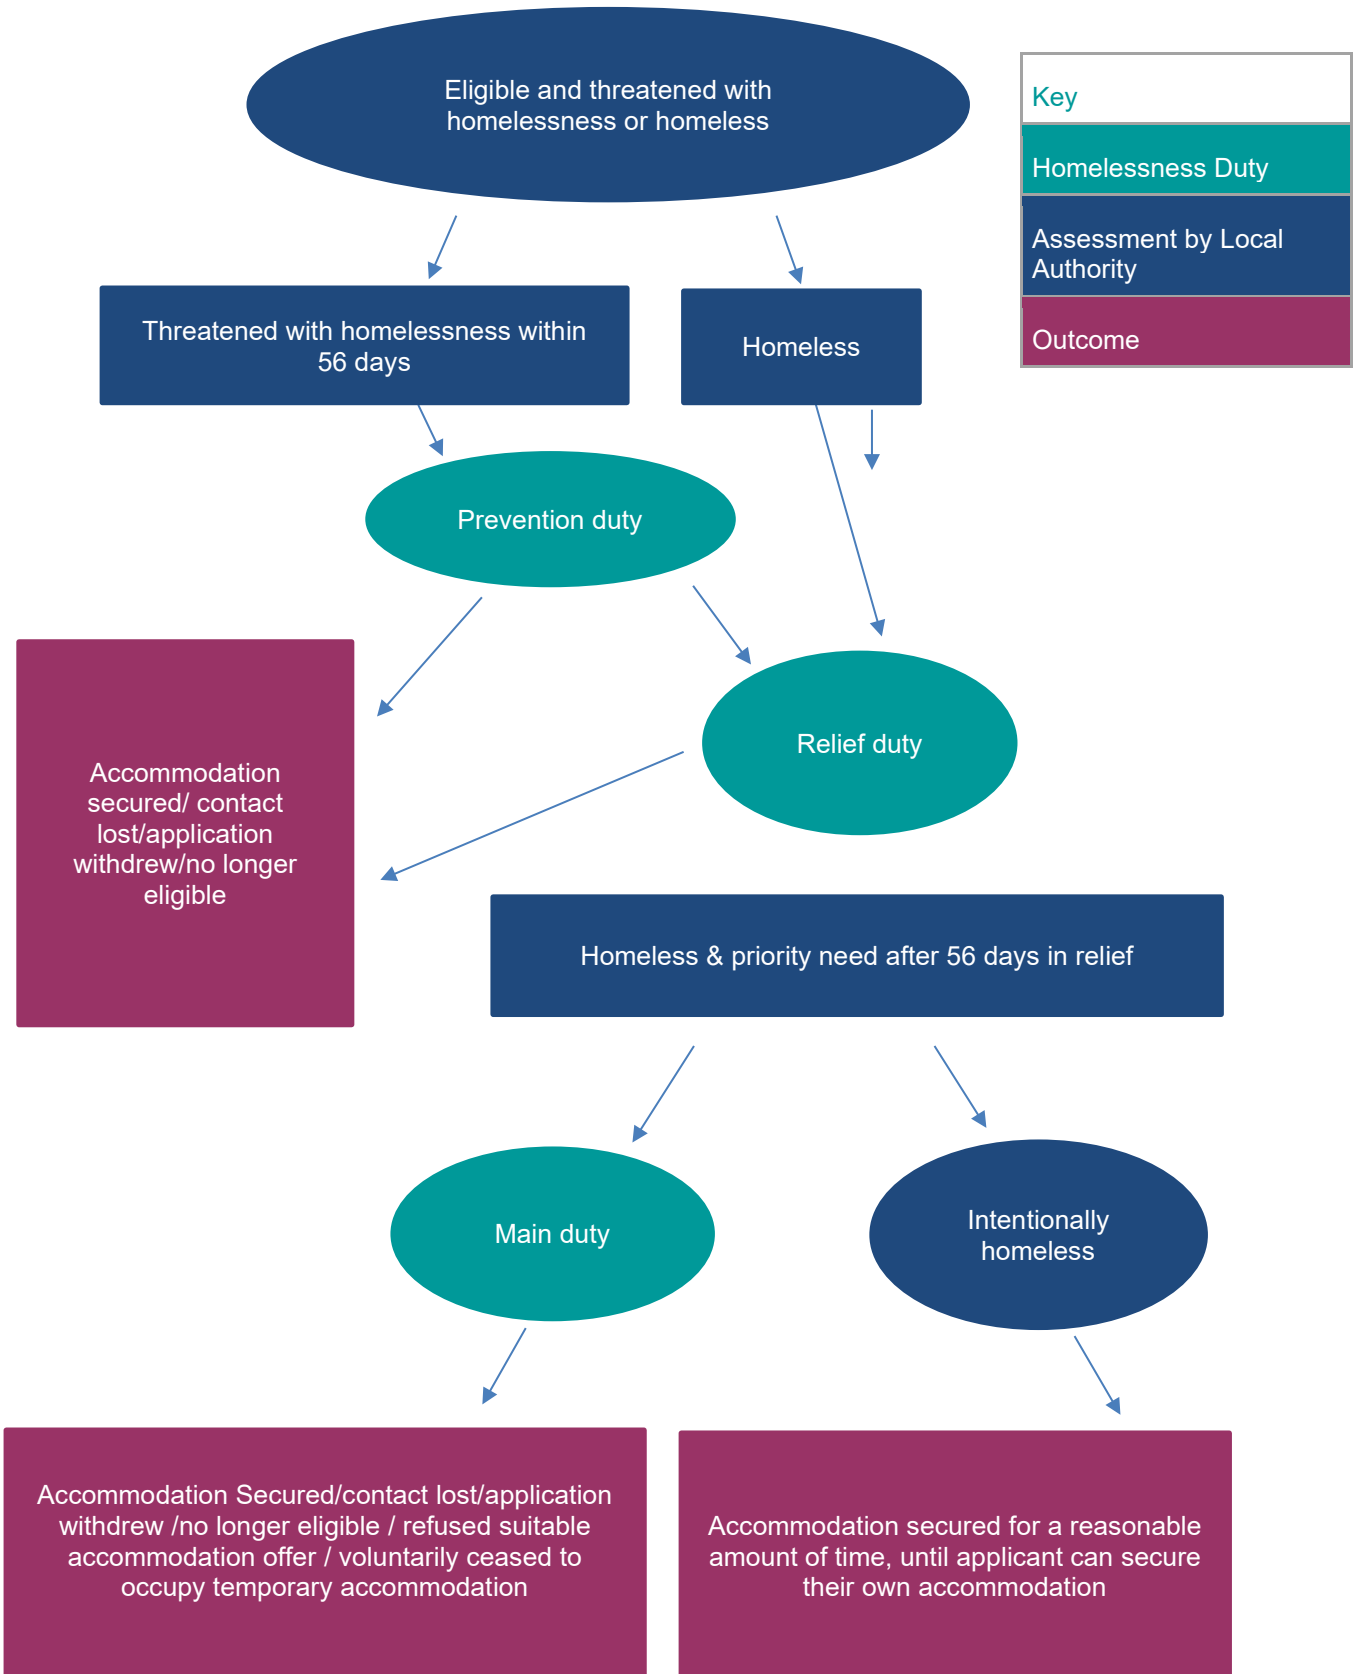 Eligible and threatened with
homelessness or homeless
Key
Homelessness Duty
Assessment by Local
Authority
Outcome
Threatened with homelessness within
56 days
Homeless
Prevention duty
Relief duty
Accommodation
secured/ contact
lost/application
withdrew/no longer
eligible
Homeless & priority need after 56 days in relief
Main duty
Intentionally
homeless
Accommodation Secured/contact lost/application
withdrew /no longer eligible / refused suitable
accommodation offer / voluntarily ceased to
occupy temporary accommodation
Accommodation secured for a reasonable
amount of time, until applicant can secure
their own accommodation